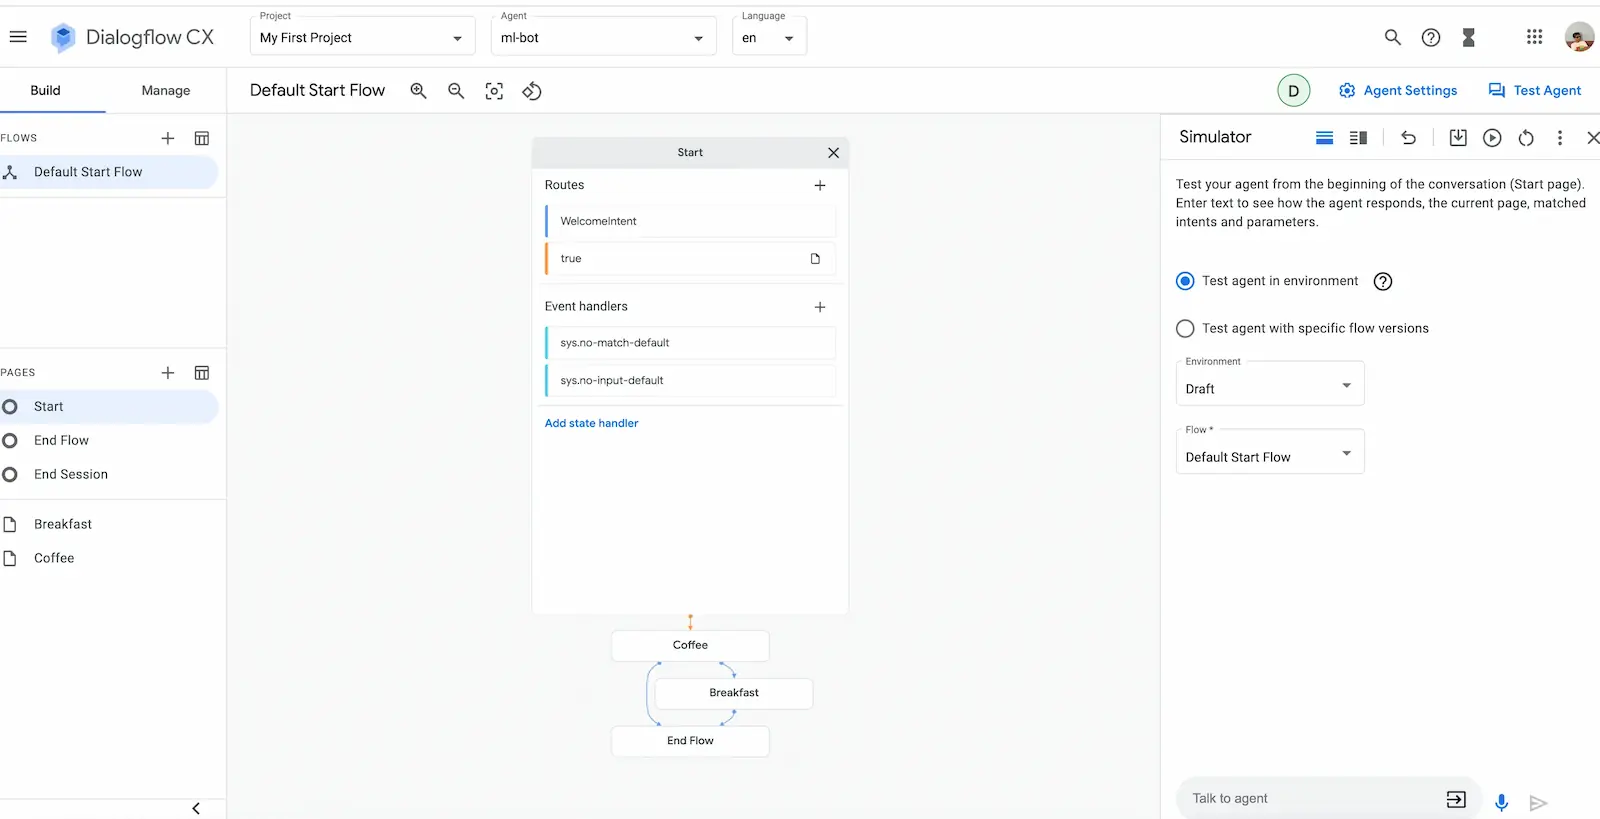 Dialogflow CX
Project
My First Project
Agent
ml-bot
Language
en
Build
Manage
Default Start Flow
D
Agent Settings
Test Agent
FLOWS
Default Start Flow
PAGES
Start
End Flow
End Session
Breakfast
Coffee
Start
Routes
WelcomeIntent
true
Event handlers
sys.no-match-default
sys.no-input-default
Add state handler
Coffee
Breakfast
End Flow
Simulator
Test your agent from the beginning of the conversation (Start page).
Enter text to see how the agent responds, the current page, matched
intents and parameters.
Test agent in environment
Test agent with specific flow versions
Environment
Draft
Flow *
Default Start Flow
Talk to agent